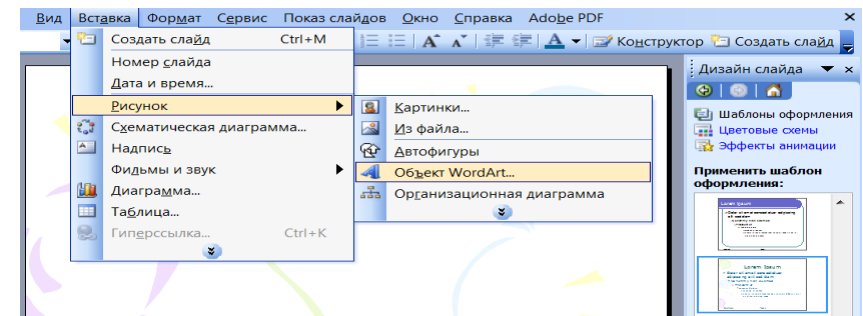 Вид Вставка Формат Сервис Показ слайдов Окно Справка Adobe PDF
Конструктор Создать слайд
Создать слайд Ctrl+M
Номер слайда
Дата и время...
Рисунок
Схематическая диаграмма...
Надпись
Фильмы и звук
Диаграмма...
Таблица...
Гиперссылка... Ctrl+K
Картинки...
Из файла...
Автофигуры
Объект WordArt...
Организационная диаграмма
Дизайн слайда
Шаблоны оформления
Цветовые схемы
Эффекты анимации
Применить шаблон
оформления:
Lorem Ipsum
Lorem Ipsum